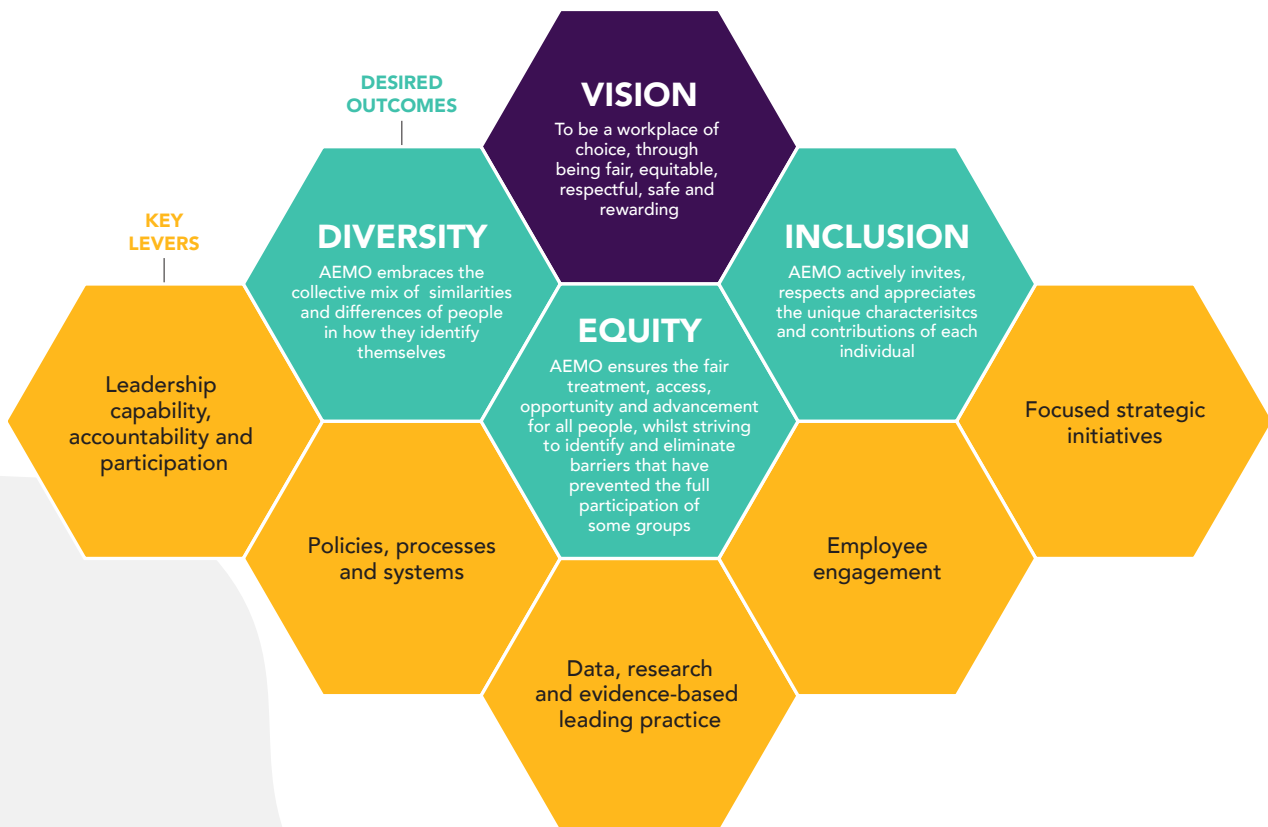 VISION
To be a workplace of
choice, through
being fair, equitable,
respectful, safe and
rewarding
DESIRED
OUTCOMES
DIVERSITY
AEMO embraces the
collective mix of  similarities
and differences of people
in how they identify
themselves
INCLUSION
AEMO actively invites,
respects and appreciates
the unique characterisitcs
and contributions of each
individual
EQUITY
AEMO ensures the fair
treatment, access,
opportunity and advancement
for all people, whilst striving
to identify and eliminate
barriers that have
prevented the full
participation of
some groups
KEY
LEVERS
Leadership
capability,
accountability and
participation
Policies, processes
and systems
Data, research
and evidence-based
leading practice
Employee
engagement
Focused strategic
initiatives